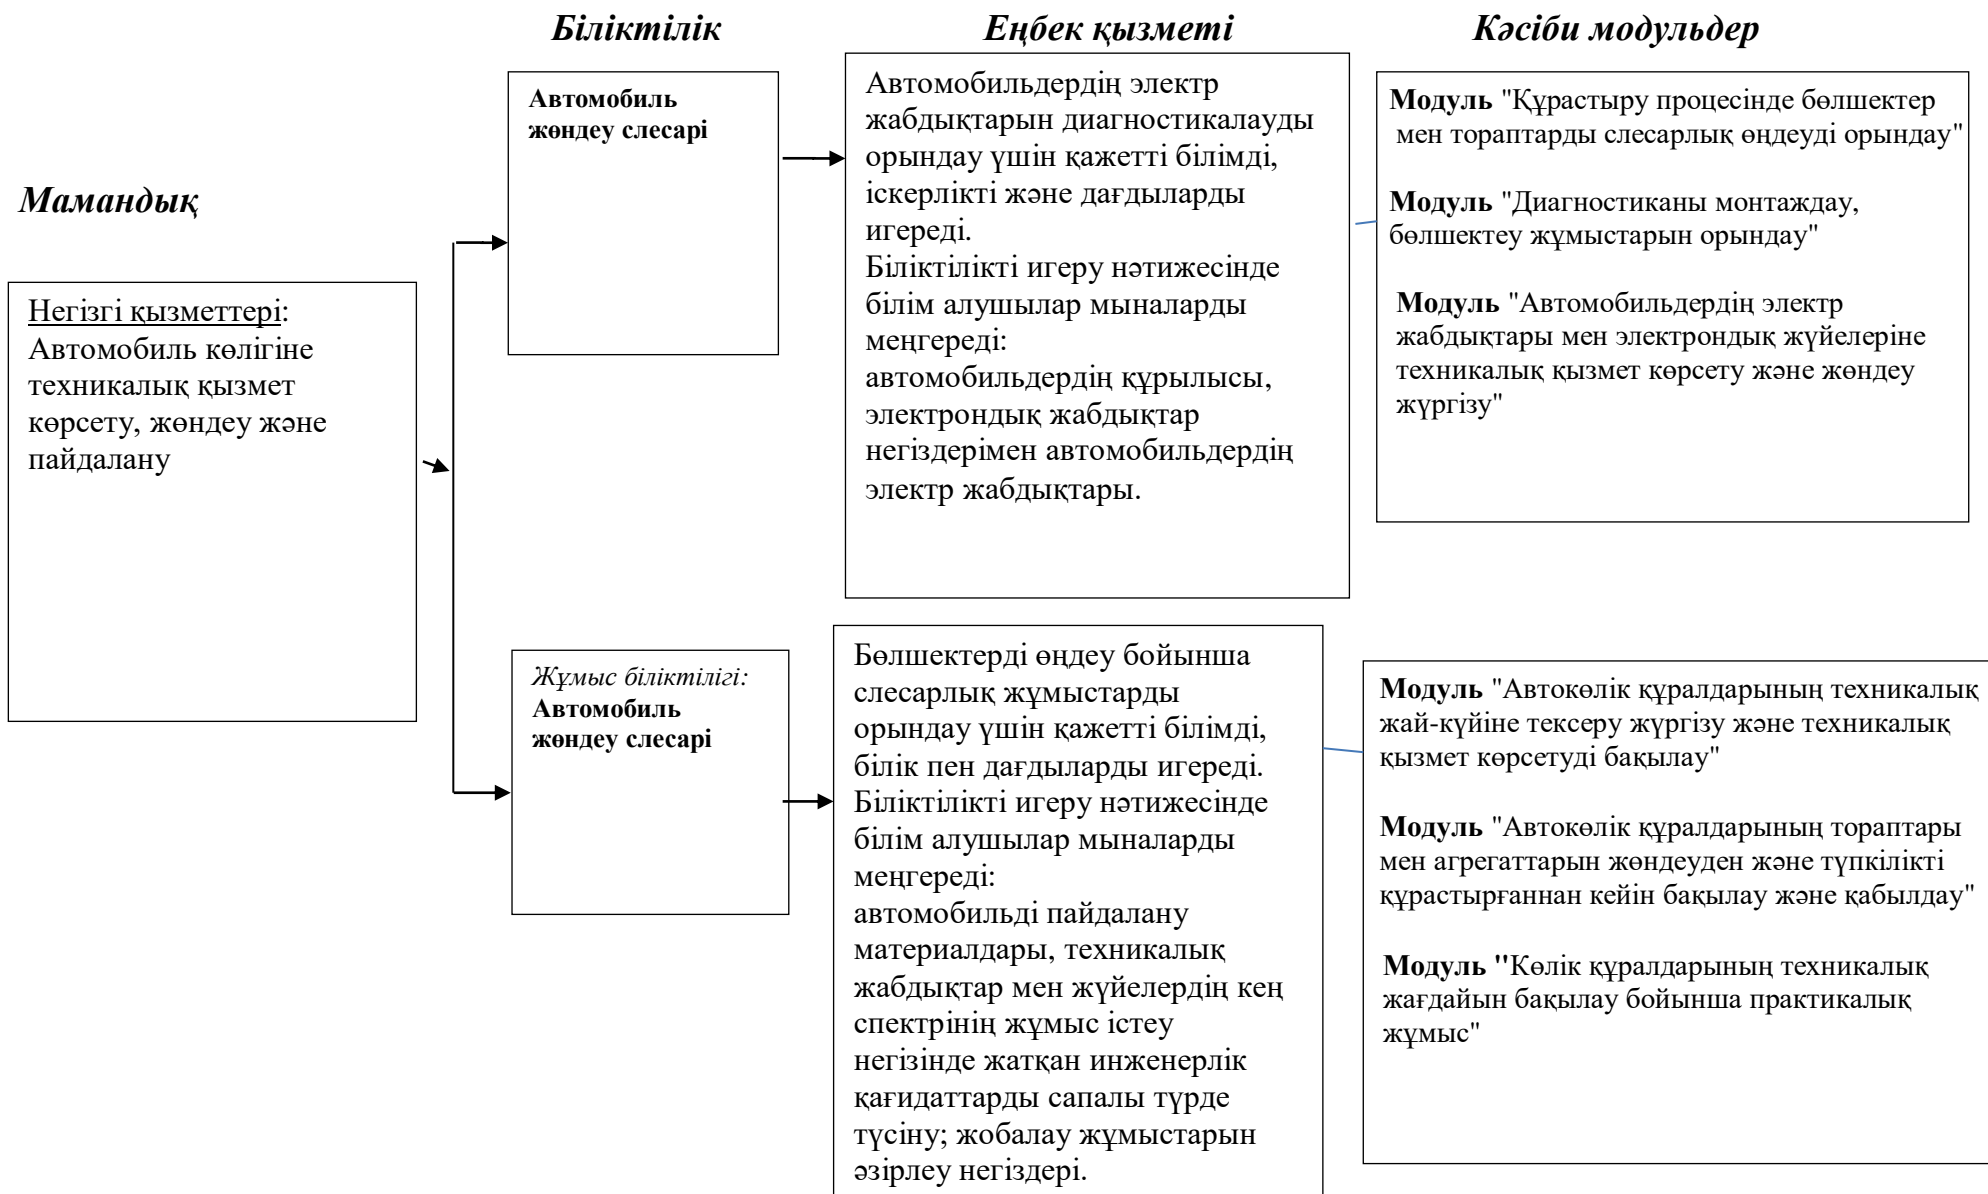 Біліктілік
Еңбек қызметі
Кәсіби модульдер
Мамандық
Негізгі қызметтері:
Автомобиль көлігіне
техникалық қызмет
көрсету, жөндеу және
пайдалану
Автомобиль
жөндеу слесарі
Автомобильдердің электр
жабдықтарын диагностикалауды
орындау үшін қажетті білімді,
іскерлікті және дағдыларды
игереді.
Біліктілікті игеру нәтижесінде
білім алушылар мыналарды
меңгереді:
автомобильдердің құрылысы,
электрондық жабдықтар
негіздерімен автомобильдердің
электр жабдықтары.
Модуль "Құрастыру процесінде бөлшектер
мен тораптарды слесарлық өңдеуді орындау"
Модуль "Диагностиканы монтаждау,
бөлшектеу жұмыстарын орындау"
Модуль "Автомобильдердің электр
жабдықтары мен электрондық жүйелеріне
техникалық қызмет көрсету және жөндеу
жүргізу"
Жұмыс біліктілігі:
Автомобиль
жөндеу слесарі
Бөлшектерді өңдеу бойынша
слесарлық жұмыстарды
орындау үшін қажетті білімді,
білік пен дағдыларды игереді.
Біліктілікті игеру нәтижесінде
білім алушылар мыналарды
меңгереді:
автомобильді пайдалану
материалдары, техникалық
жабдықтар мен жүйелердің кең
спектрінің жұмыс істеу
негізінде жатқан инженерлік
қағидаттарды сапалы түрде
түсіну; жобалау жұмыстарын
әзірлеу негіздері.
Модуль "Автокөлік құралдарының техникалық
жай-күйіне тексеру жүргізу және техникалық
қызмет көрсетуді бақылау"
Модуль "Автокөлік құралдарының тораптары
мен агрегаттарын жөндеуден және түпкілікті
құрастырғаннан кейін бақылау және қабылдау"
Модуль "Көлік құралдарының техникалық
жағдайын бақылау бойынша практикалық
жұмыс"